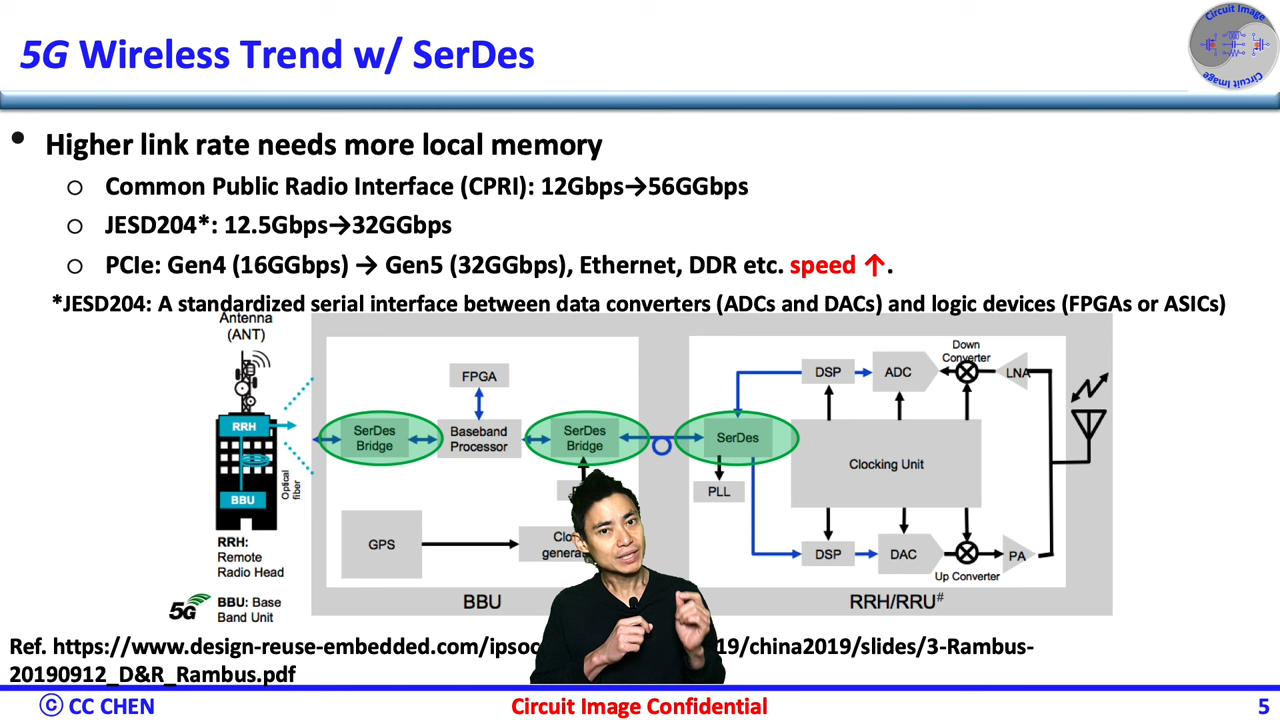 Circuit Image
Circuit Image
5G Wireless Trend w/ SerDes
• Higher link rate needs more local memory
o Common Public Radio Interface (CPRI): 12Gbps→56GGbps
o JESD204*: 12.5Gbps→32GGbps
o PCIe: Gen4 (16GGbps) → Gen5 (32GGbps), Ethernet, DDR etc. speed ↑.
*JESD204: A standardized serial interface between data converters (ADCs and DACs) and logic devices (FPGAs or ASICs)
Antenna
(ANT)
RRH
BBU
Optical
fiber
RRH:
Remote
Radio Head
5G
BBU: Base
Band Unit
FPGA
SerDes
Bridge
Baseband
Processor
SerDes
Bridge
GPS
BBU
SerDes
PLL
DSP
ADC
Down
Converter
LNA
Clocking Unit
DSP
DAC
Up Converter
PA
RRH/RRU#
Ref. https://www.design-reuse-embedded.com/ipsoc 19/china2019/slides/3-Rambus-
20190912_D&R_Rambus.pdf
© CC CHEN
Circuit Image Confidential
5